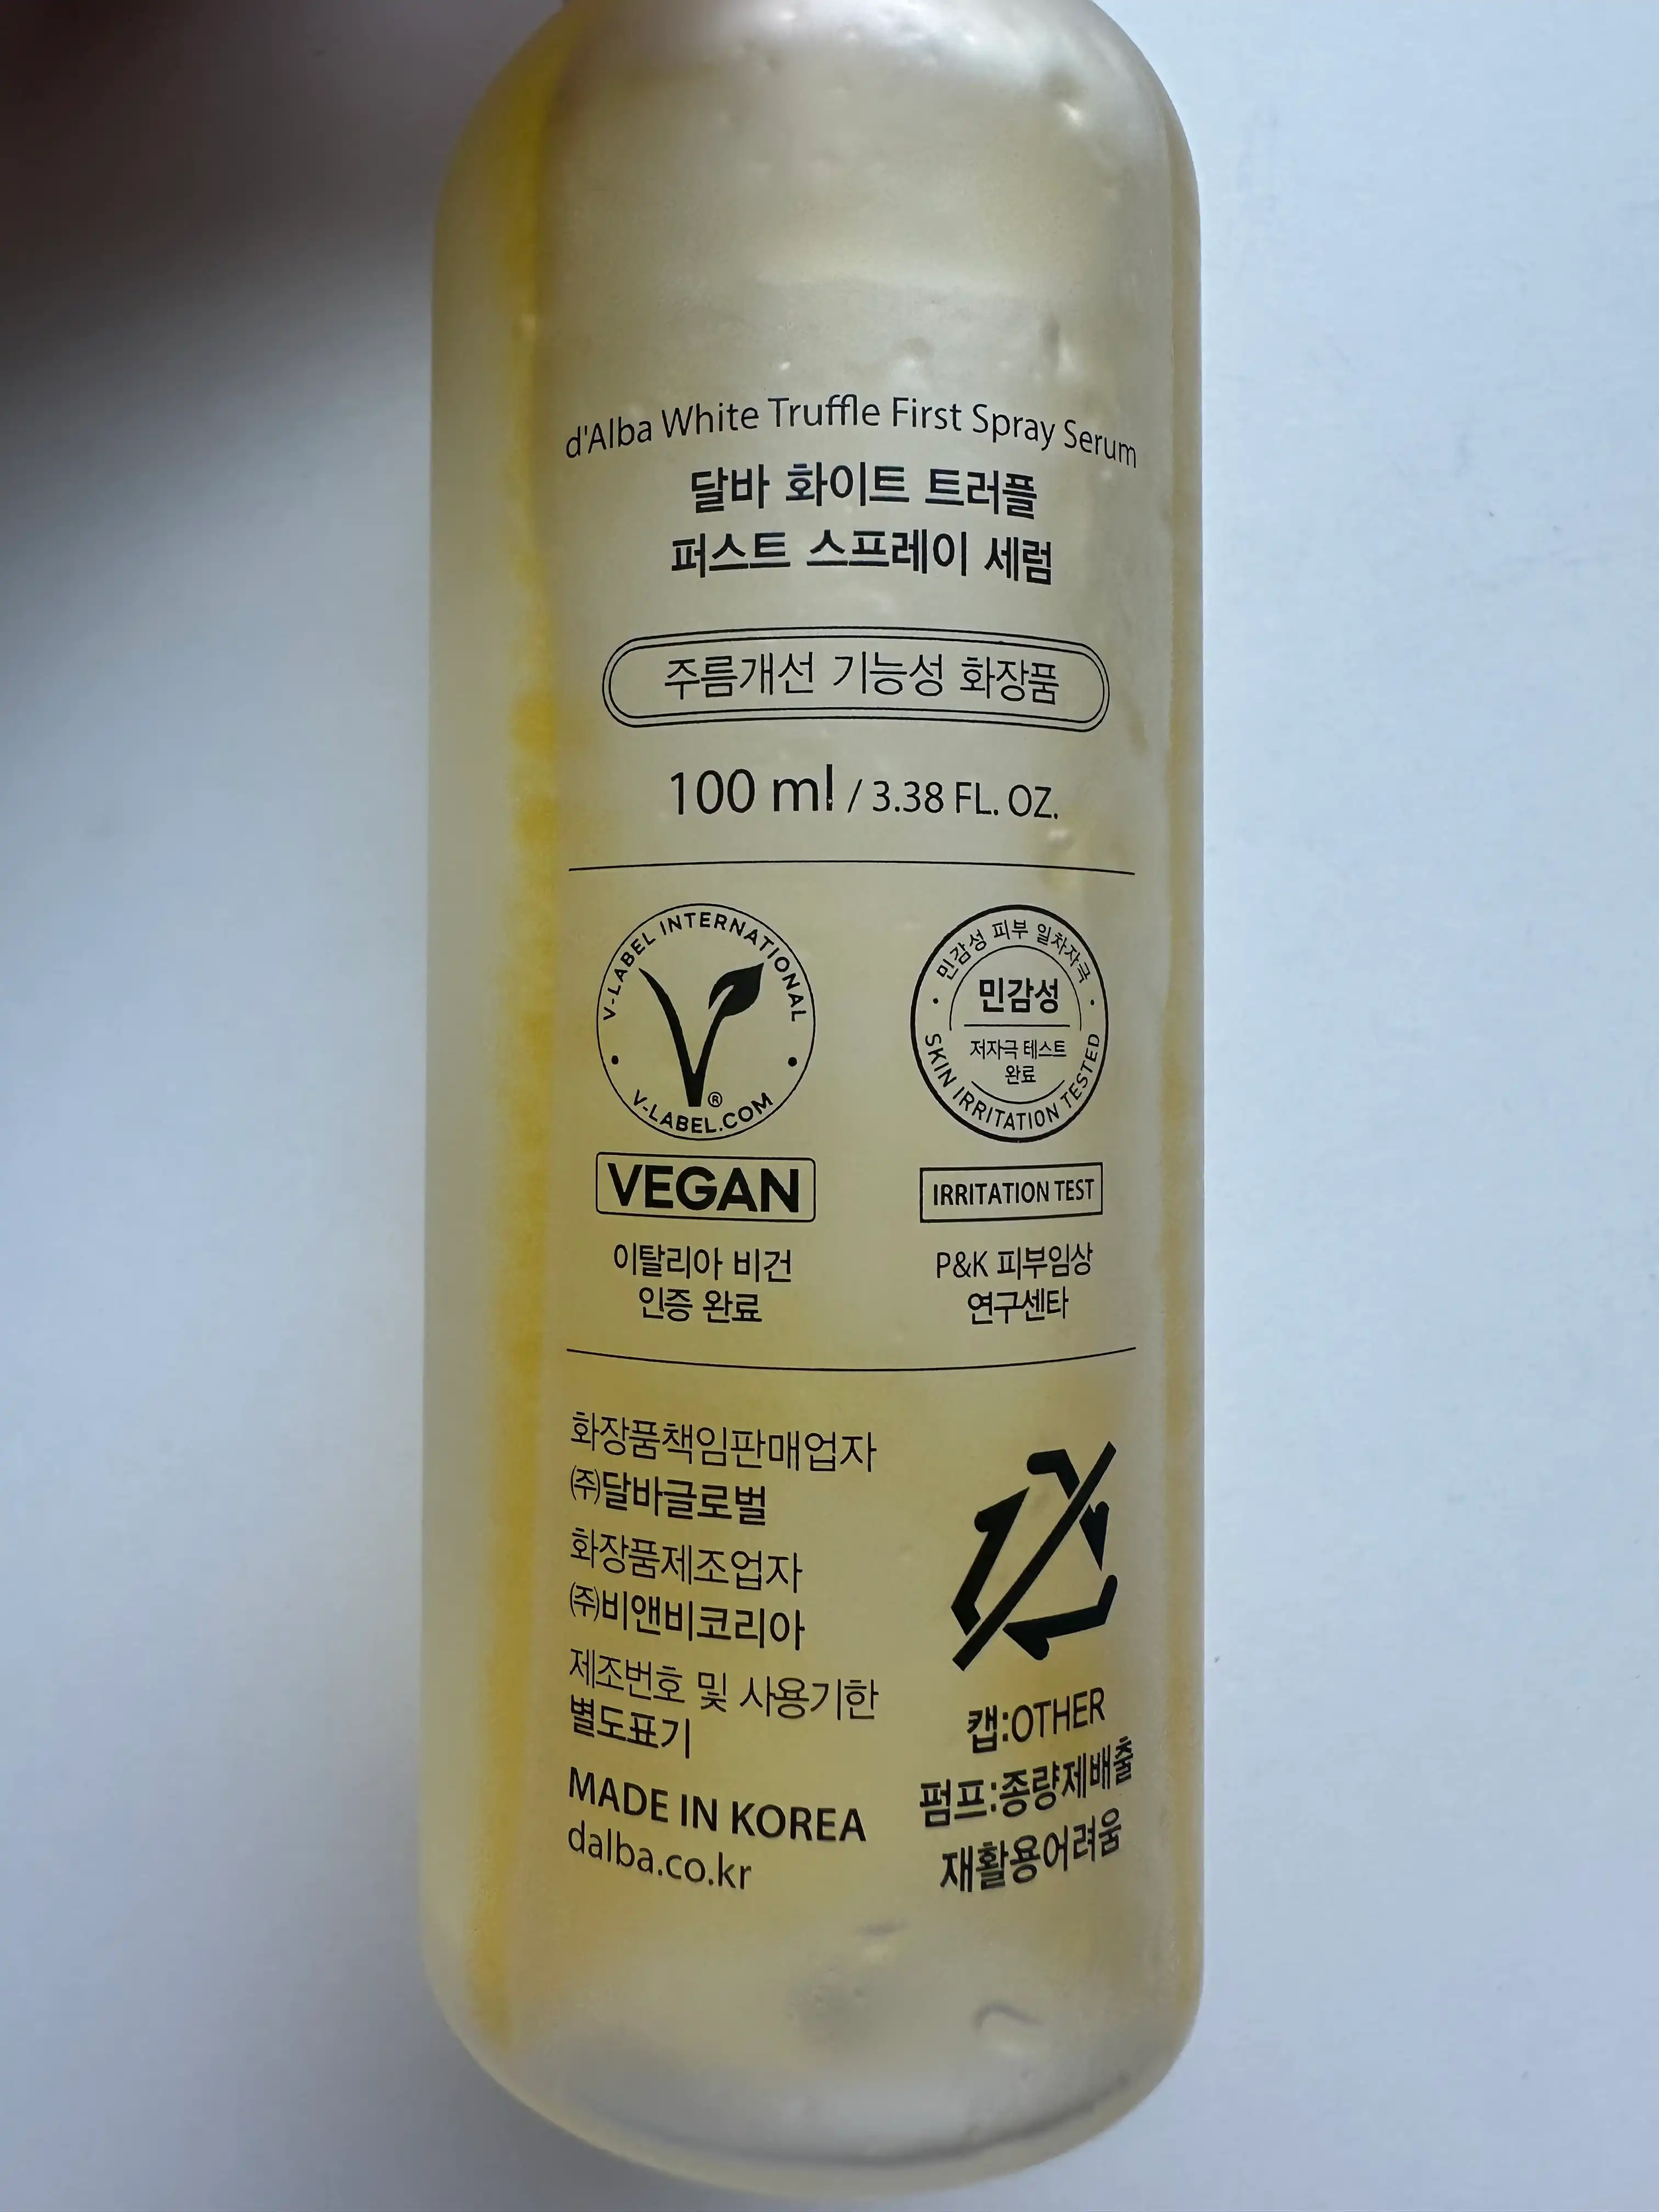 d'Alba White Truffle First Spray Serum
달바 화이트 트러플
퍼스트 스프레이 세럼
주름개선 기능성 화장품
100 ml / 3.38 FL. OZ.
V-LABEL INTERNATIONAL
®
V-LABEL.COM
VEGAN
이탈리아 비건
인증 완료
민감성 피부 일차자극
민감성
저자극 테스트
완료
SKIN IRRITATION TESTED
IRRITATION TEST
P&K 피부임상
연구센타
화장품책임판매업자
㈜달바글로벌
화장품제조업자
㈜비앤비코리아
제조번호 및 사용기한
별도표기
MADE IN KOREA
dalba.co.kr
캡:OTHER
펌프:종량제배출
재활용어려움